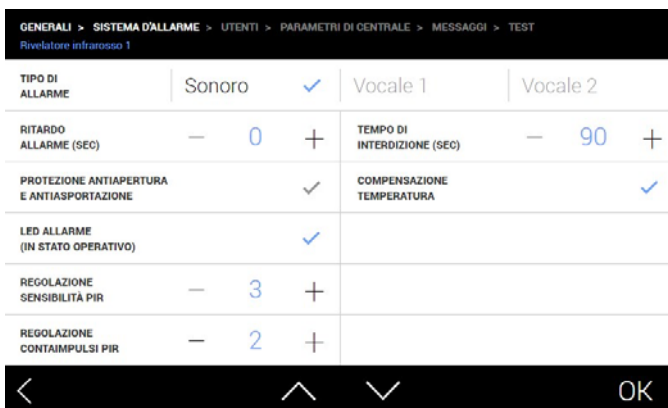 GENERALI > SISTEMA D'ALLARME > UTENTI > PARAMETRI DI CENTRALE > MESSAGGI > TEST
Rivelatore infrarosso 1
TIPO DI
ALLARME
Sonoro
Vocale 1
Vocale 2
RITARDO
ALLARME (SEC)
— 0 +
TEMPO DI
INTERDIZIONE (SEC)
— 90 +
PROTEZIONE ANTIAPERTURA
E ANTIASPORTAZIONE
COMPENSAZIONE
TEMPERATURA
LED ALLARME
(IN STATO OPERATIVO)
REGOLAZIONE
SENSIBILITÀ PIR
— 3 +
REGOLAZIONE
CONTAIMPULSI PIR
— 2 +
OK